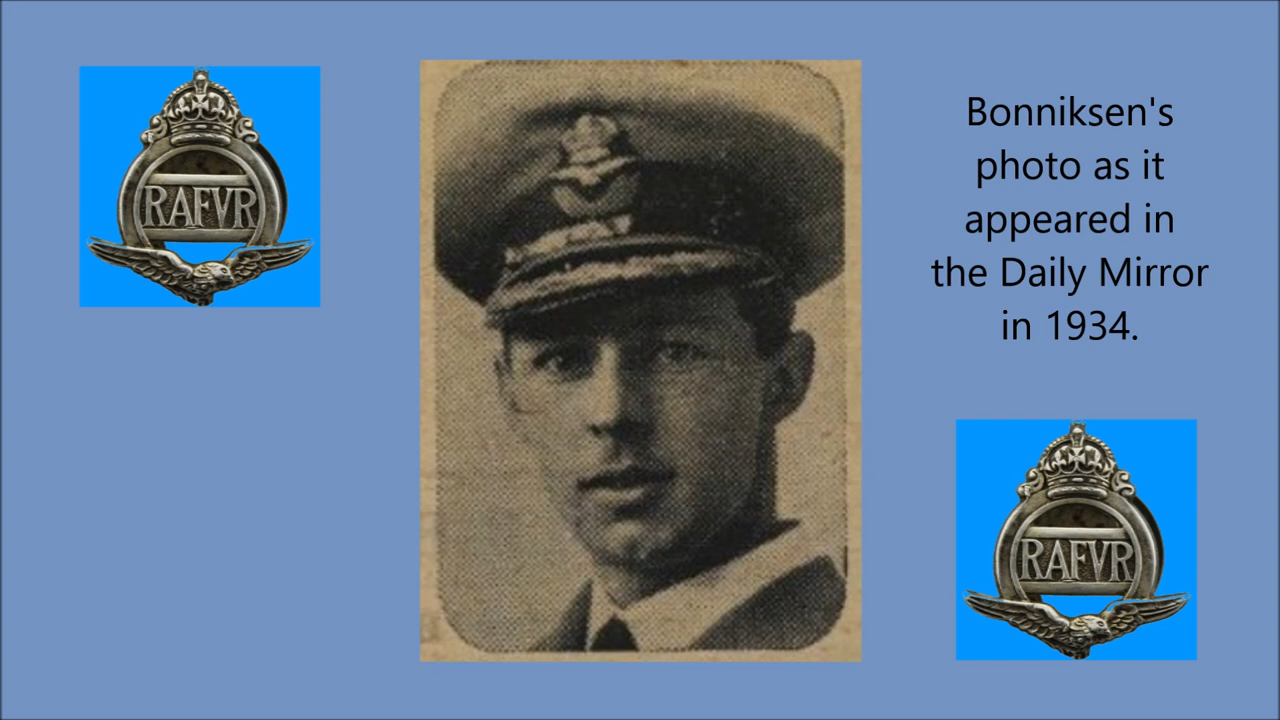 RAFVR
Bonniksen's
photo as it
appeared in
the Daily Mirror
in 1934.
RAFVR